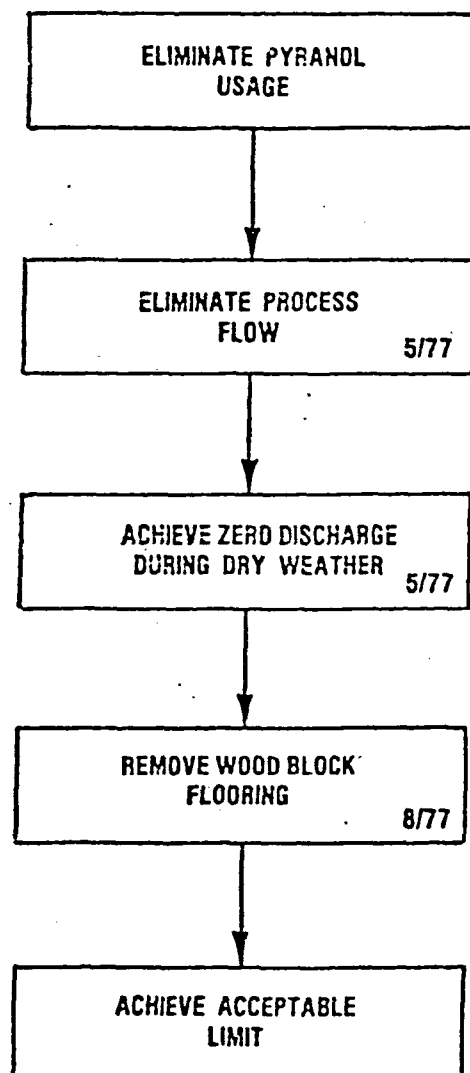 ELIMINATE PYRANOL
USAGE
ELIMINATE PROCESS
FLOW
5/77
ACHIEVE ZERO DISCHARGE
DURING DRY WEATHER
5/77
REMOVE WOOD BLOCK
FLOORING
8/77
ACHIEVE ACCEPTABLE
LIMIT